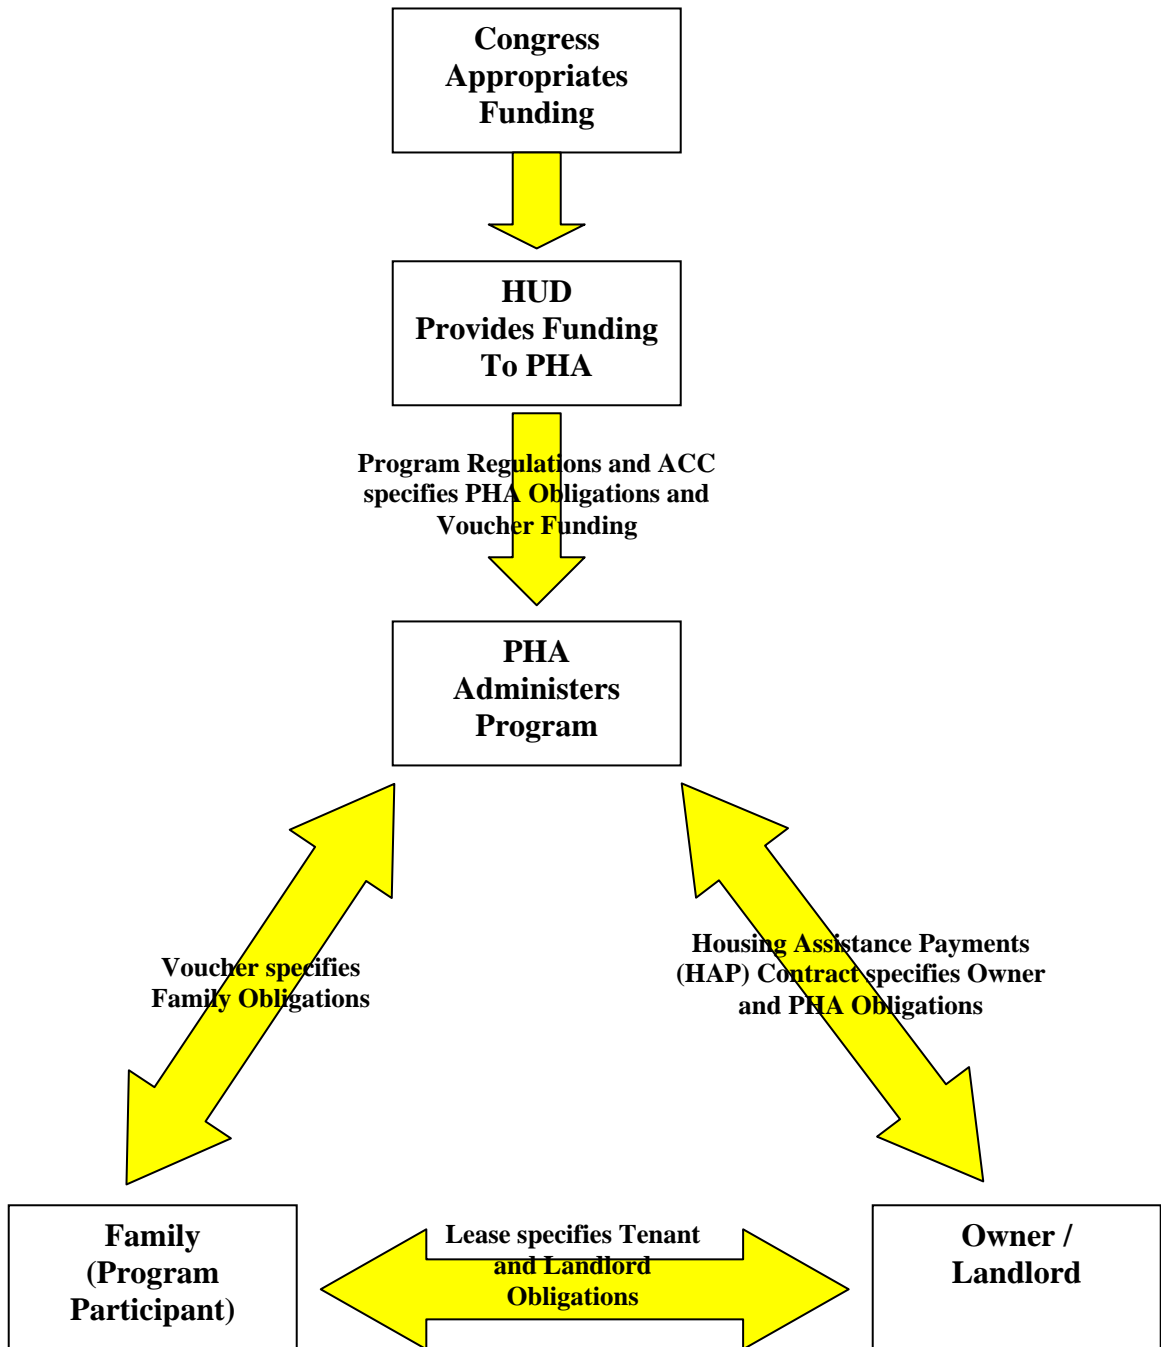 Congress
Appropriates
Funding
HUD
Provides Funding
To PHA
Program Regulations and ACC
specifies PHA Obligations and
Voucher Funding
PHA
Administers
Program
Voucher specifies
Family Obligations
Housing Assistance Payments
(HAP) Contract specifies Owner
and PHA Obligations
Family
(Program
Participant)
Lease specifies Tenant
and Landlord
Obligations
Owner /
Landlord